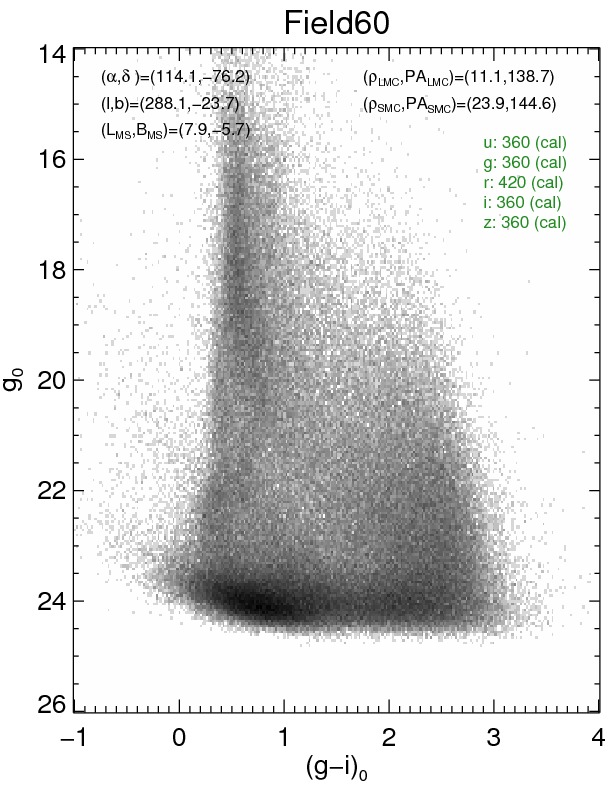 Field60
(α,δ)=(114.1,−76.2)
(ρLMC,PALMC)=(11.1,138.7)
(l,b)=(288.1,−23.7)
(ρSMC,PASMC)=(23.9,144.6)
(LMS,BMS)=(7.9,−5.7)
u: 360 (cal)
g: 360 (cal)
r: 420 (cal)
i: 360 (cal)
z: 360 (cal)
14
16
18
20
22
24
26
g0
−1 0 1 2 3 4
(g−i)0